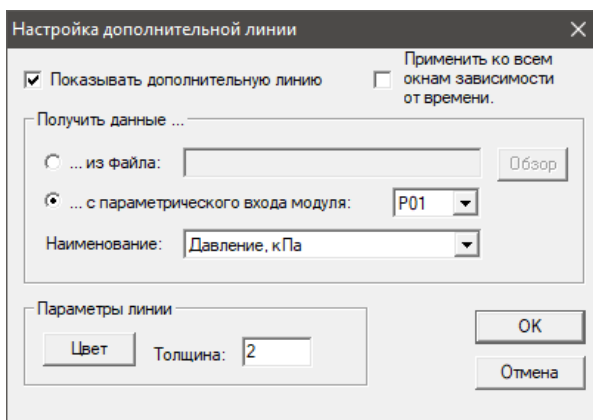 Настройка дополнительной линии
Показывать дополнительную линию
Применить ко всем
окнам зависимости
от времени.
Получить данные ...
... из файла:
Обзор
... с параметрического входа модуля:
P01
Наименование:
Давление, кПа
Параметры линии
Цвет
Толщина:
2
OK
Отмена